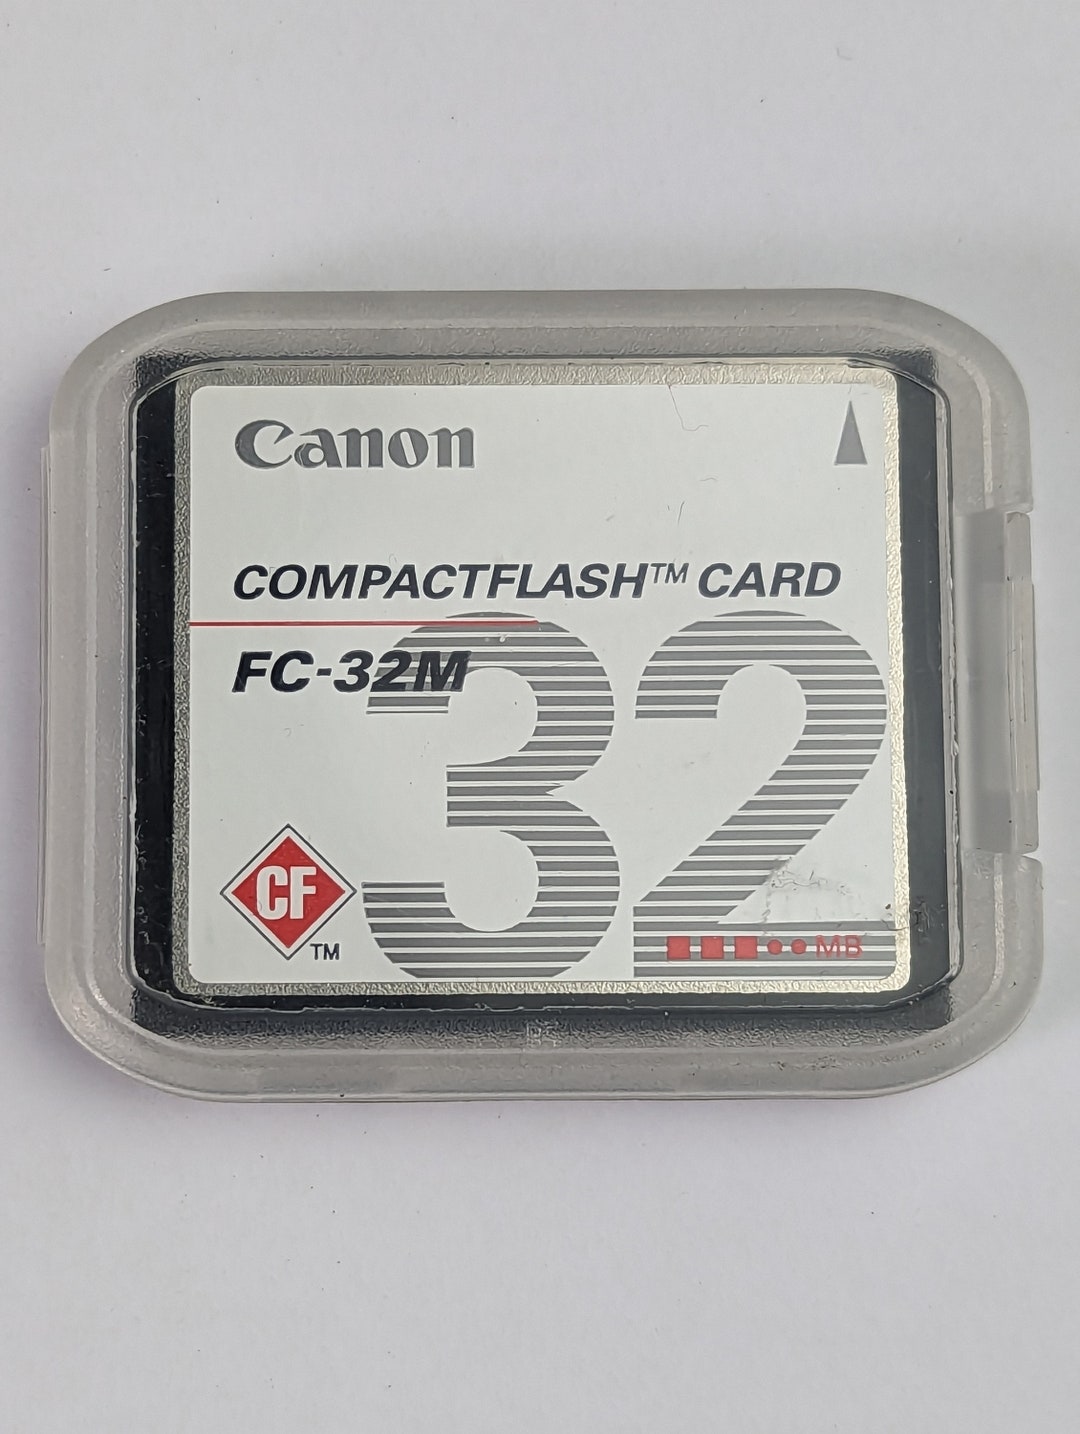 Canon
COMPACTFLASH™ CARD
FC-32M
32
CF
TM
MB